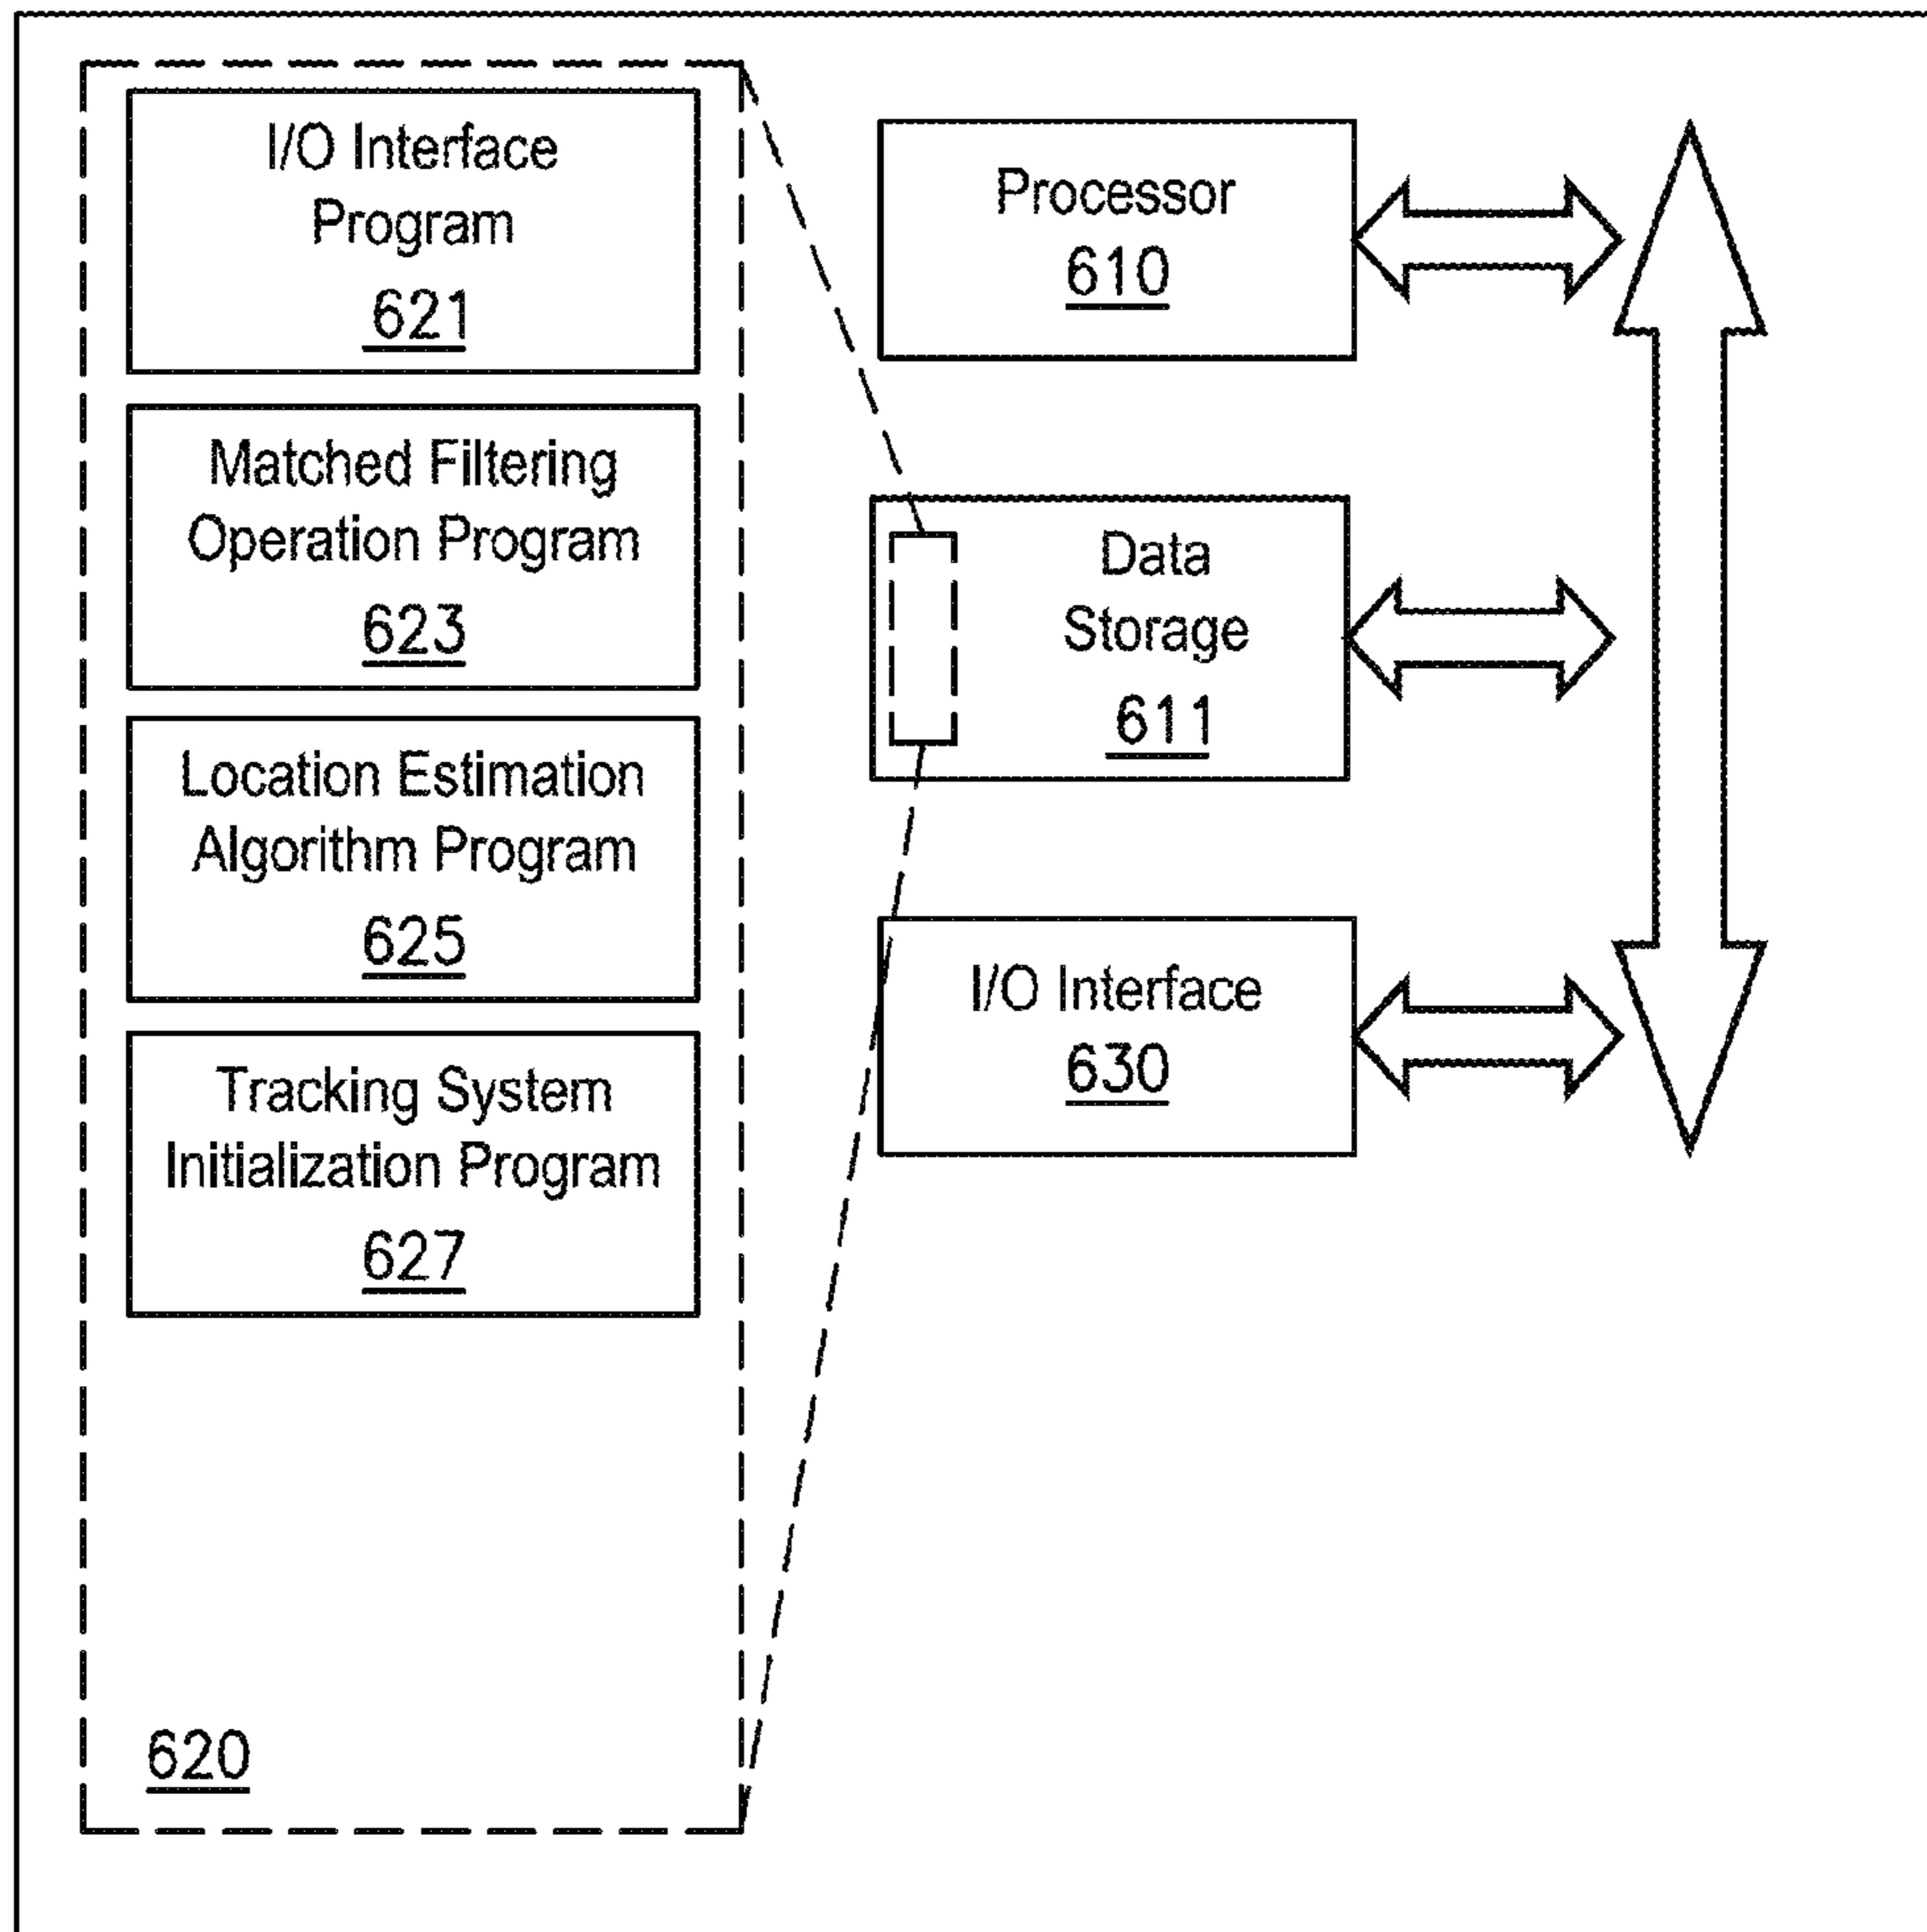 I/O Interface
Program
621
Matched Filtering
Operation Program
623
Location Estimation
Algorithm Program
625
Tracking System
Initialization Program
627
620
Processor
610
Data
Storage
611
I/O Interface
630